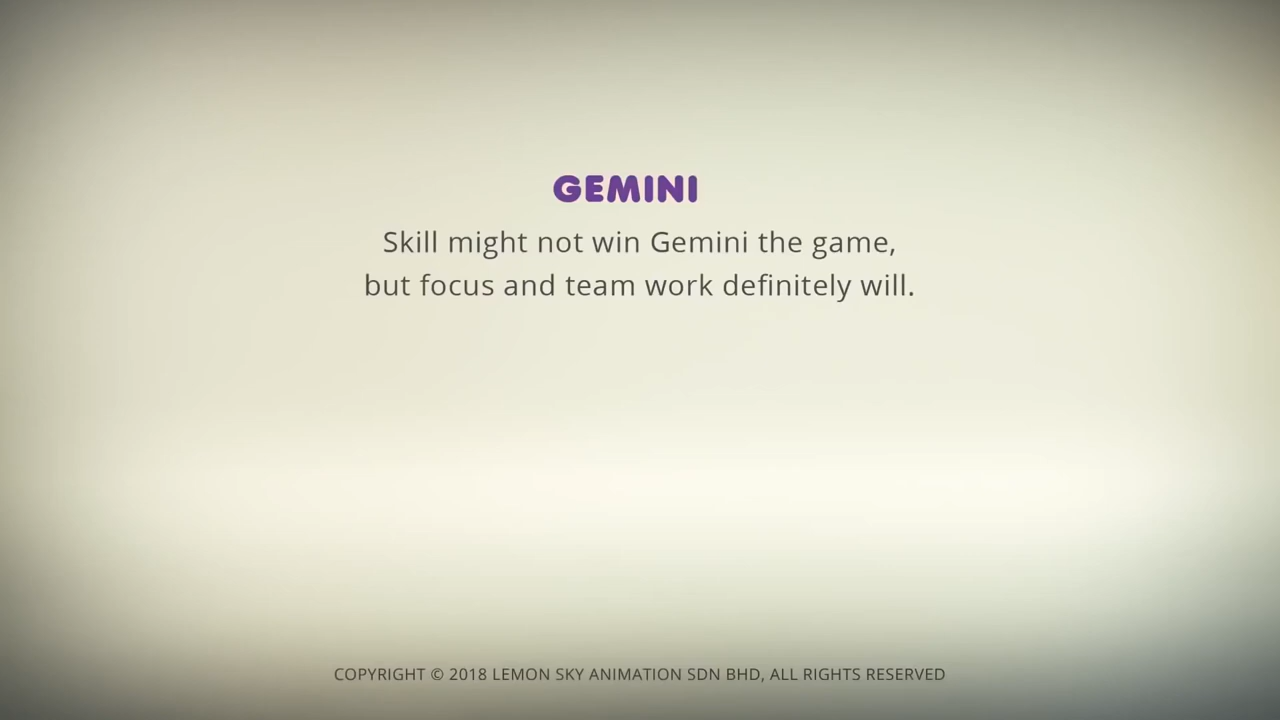 GEMINI
Skill might not win Gemini the game,
but focus and team work definitely will.
COPYRIGHT © 2018 LEMON SKY ANIMATION SDN BHD, ALL RIGHTS RESERVED